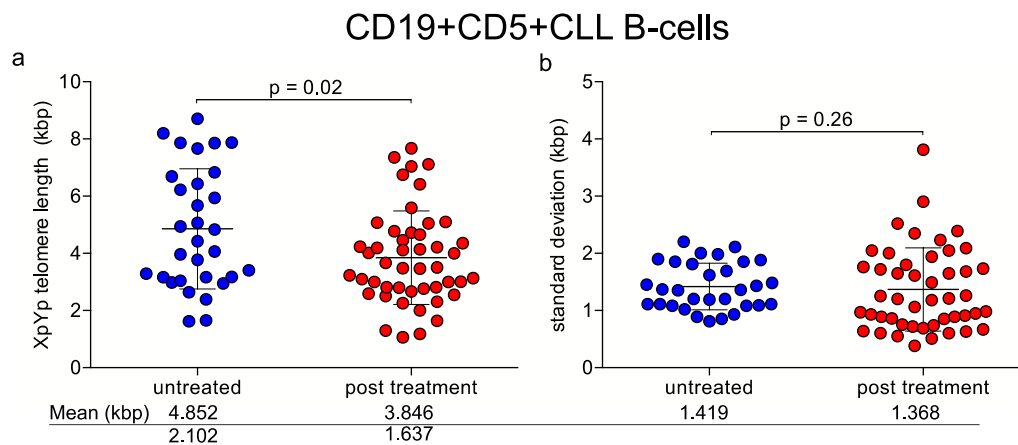 CD19+CD5+CLL B-cells
a
b
p = 0.02
p = 0.26
XpYp telomere length (kbp)
10
8
6
4
2
0
standard deviation (kbp)
5
4
3
2
1
0
untreated
post treatment
untreated
post treatment
Mean (kbp) 4.852 3.846 1.419 1.368
2.102 1.637